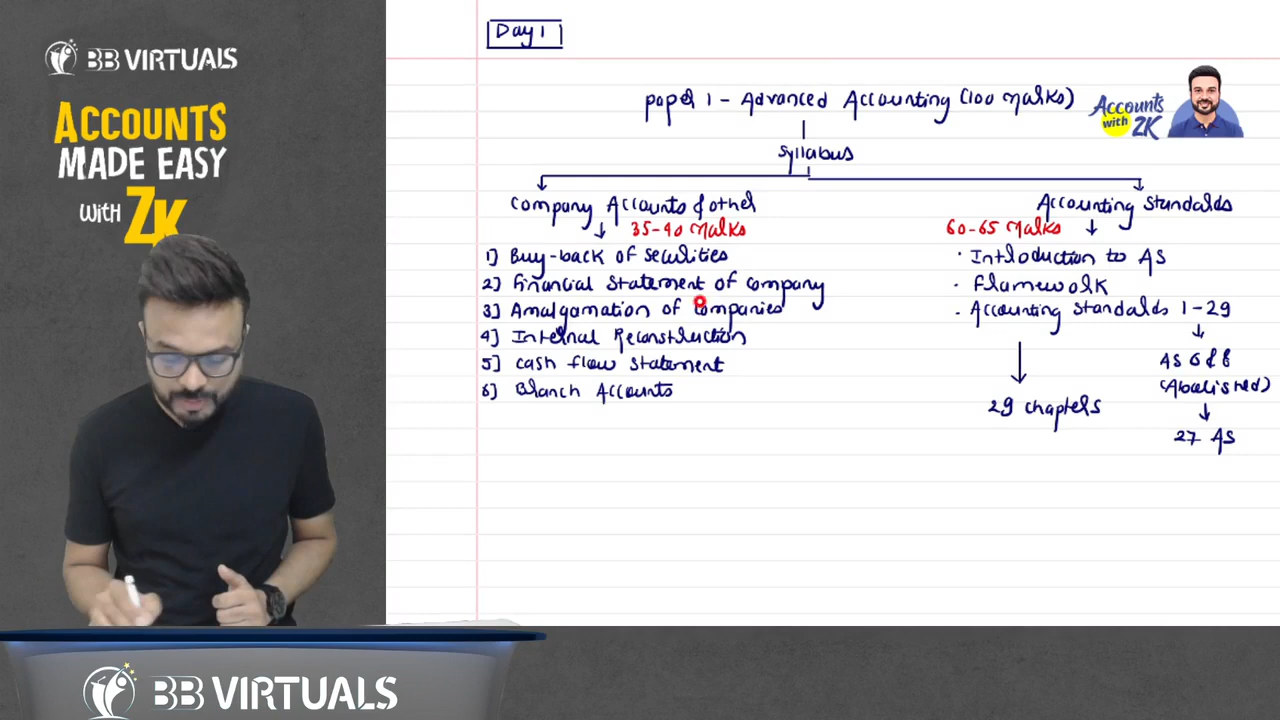 BB VIRTUALS
ACCOUNTS
MADE EASY
WITH ZK
Day 1
Paper 1 - Advanced Accounting (100 Marks)
Accounts
with ZK
Syllabus
Company Accounts & other
35-40 Marks
1] Buy-back of securities
2] Financial Statement of company
3] Amalgamation of companies
4] Internal Reconstruction
5] Cash flow Statement
6] Branch Accounts
Accounting Standards
60-65 Marks
· Introduction to AS
· Framework
· Accounting Standards 1-29
29 chapters
AS 6 & 8
(Abolished)
27 AS
BB VIRTUALS